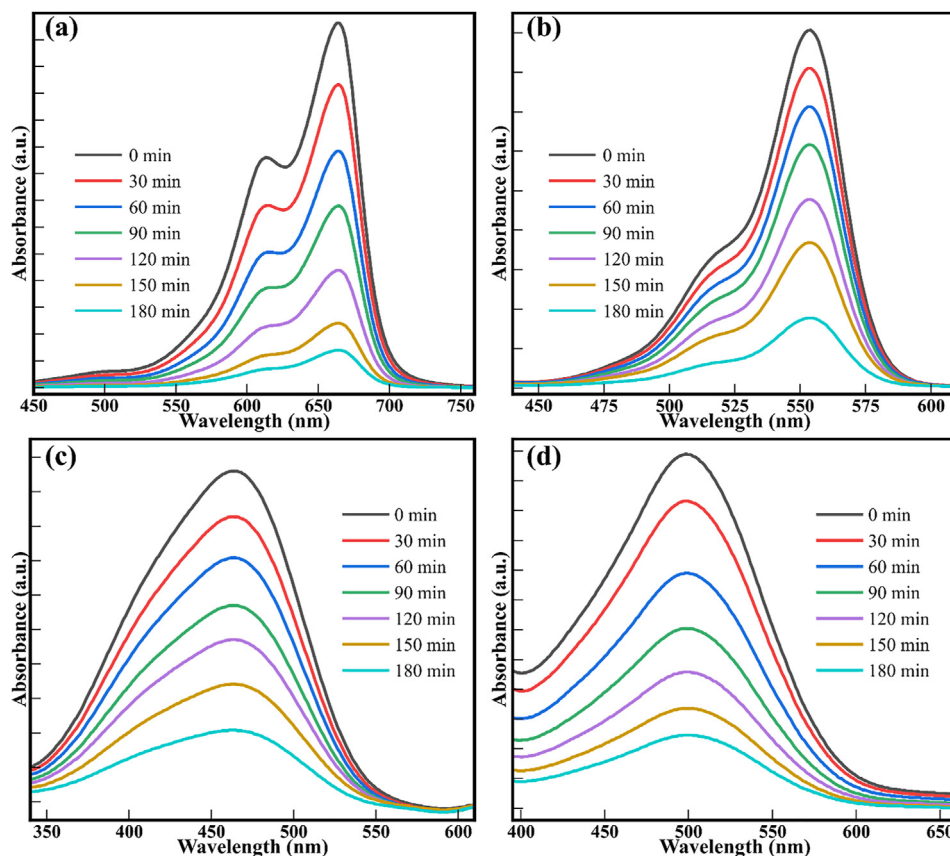 (a)
Absorbance (a.u.)
0 min
30 min
60 min
90 min
120 min
150 min
180 min
450 500 550 600 650 700 750
Wavelength (nm)
(b)
Absorbance (a.u.)
0 min
30 min
60 min
90 min
120 min
150 min
180 min
450 475 500 525 550 575 600
Wavelength (nm)
(c)
Absorbance (a.u.)
0 min
30 min
60 min
90 min
120 min
150 min
180 min
350 400 450 500 550 600
Wavelength (nm)
(d)
Absorbance (a.u.)
0 min
30 min
60 min
90 min
120 min
150 min
180 min
400 450 500 550 600 650
Wavelength (nm)